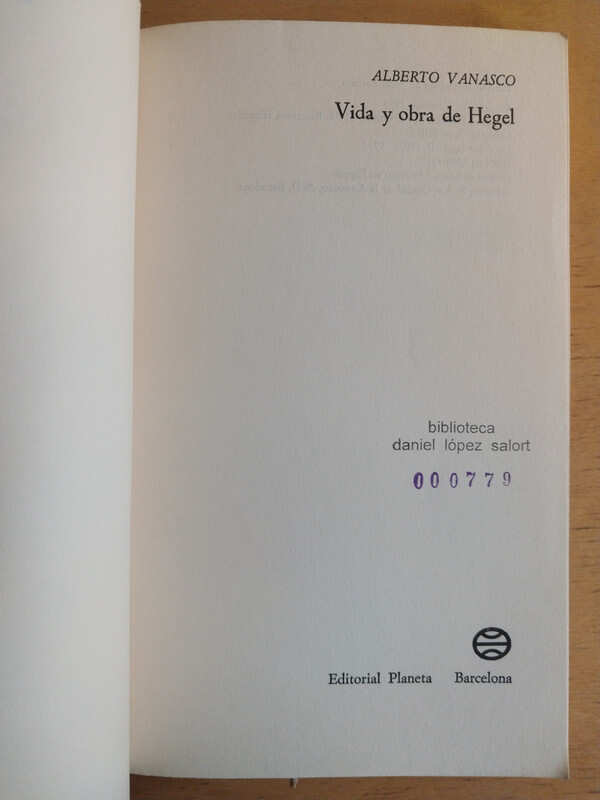 ALBERTO VANASCO
Vida y obra de Hegel
biblioteca
daniel lópez salort
000779
Editorial Planeta Barcelona